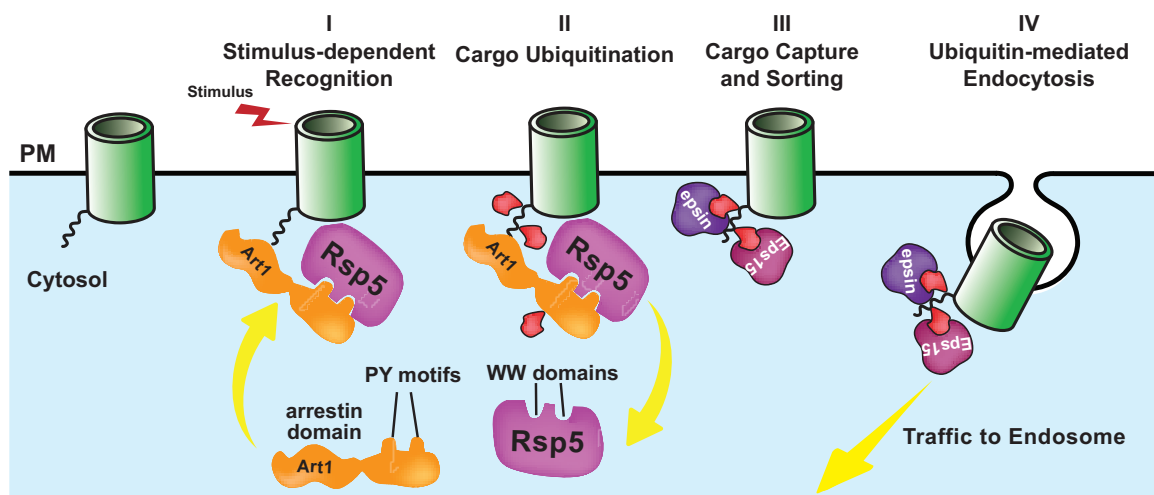 I
Stimulus-dependent
Recognition
II
Cargo Ubiquitination
III
Cargo Capture
and Sorting
IV
Ubiquitin-mediated
Endocytosis
Stimulus
PM
Cytosol
Art1
Rsp5
Art1
Rsp5
epsin
Eps15
epsin
Eps15
PY motifs
WW domains
arrestin
domain
Art1
Rsp5
Traffic to Endosome